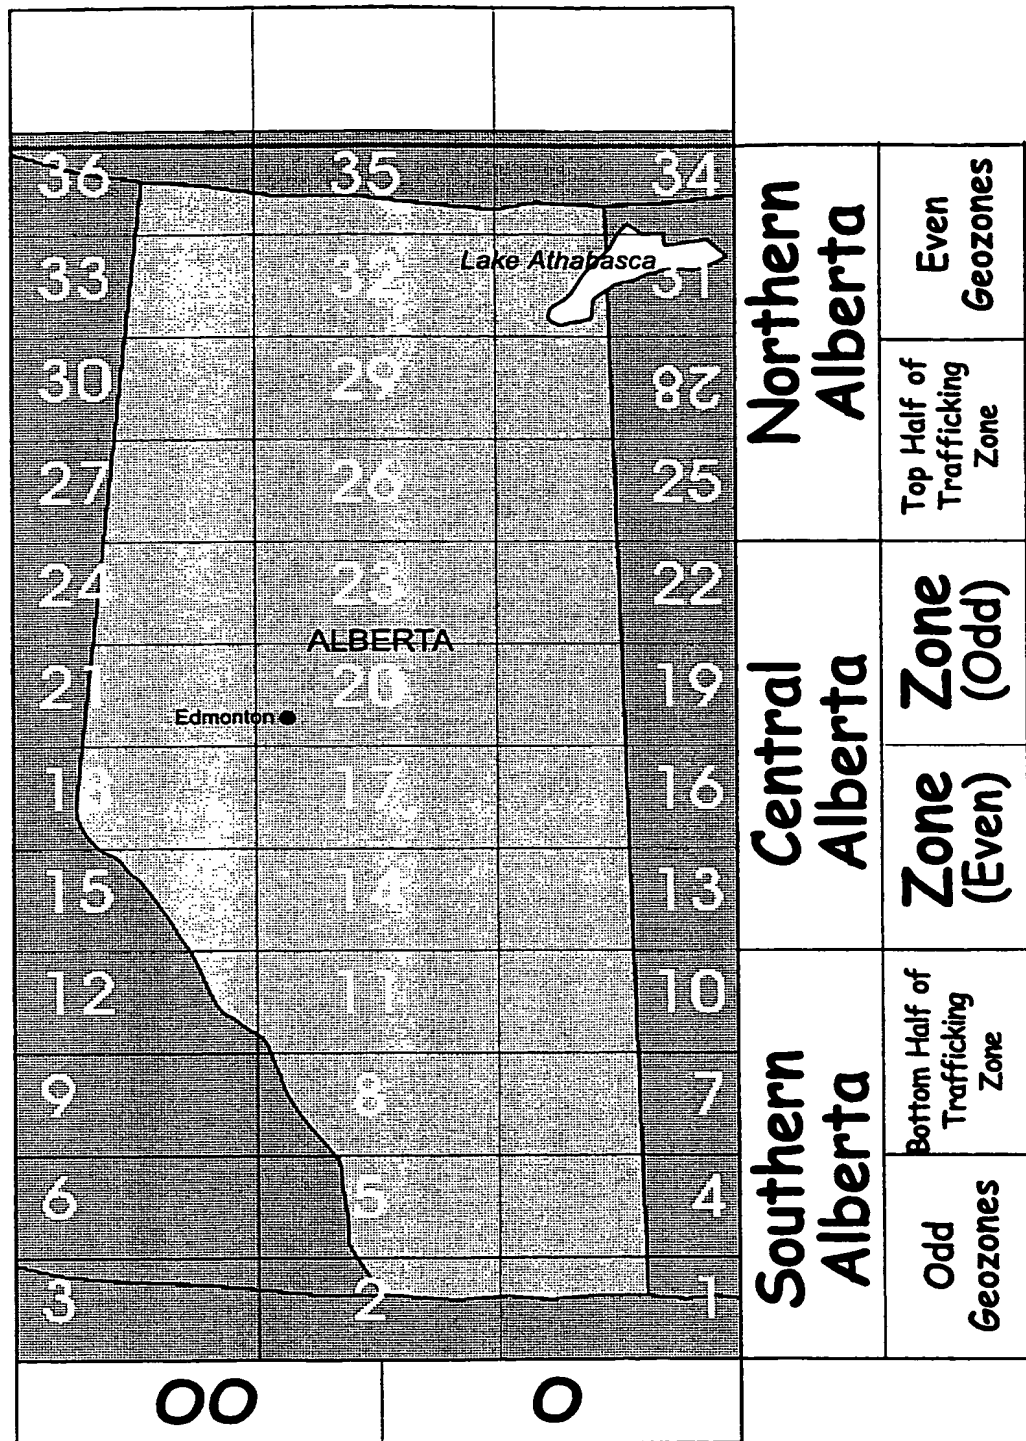 36 35 34
Lake Athabasca
33 32 31
30 29 28
27 26 25
24 23 22
ALBERTA
21 20 19
Edmonton
18 17 16
15 14 13
12 11 10
9 8 7
6 5 4
3 2 1
OO O
Northern
Alberta
Central
Alberta
Southern
Alberta
Even
Geozones
Top Half of
Trafficking
Zone
Zone
(Odd)
Zone
(Even)
Bottom Half of
Trafficking
Zone
Odd
Geozones